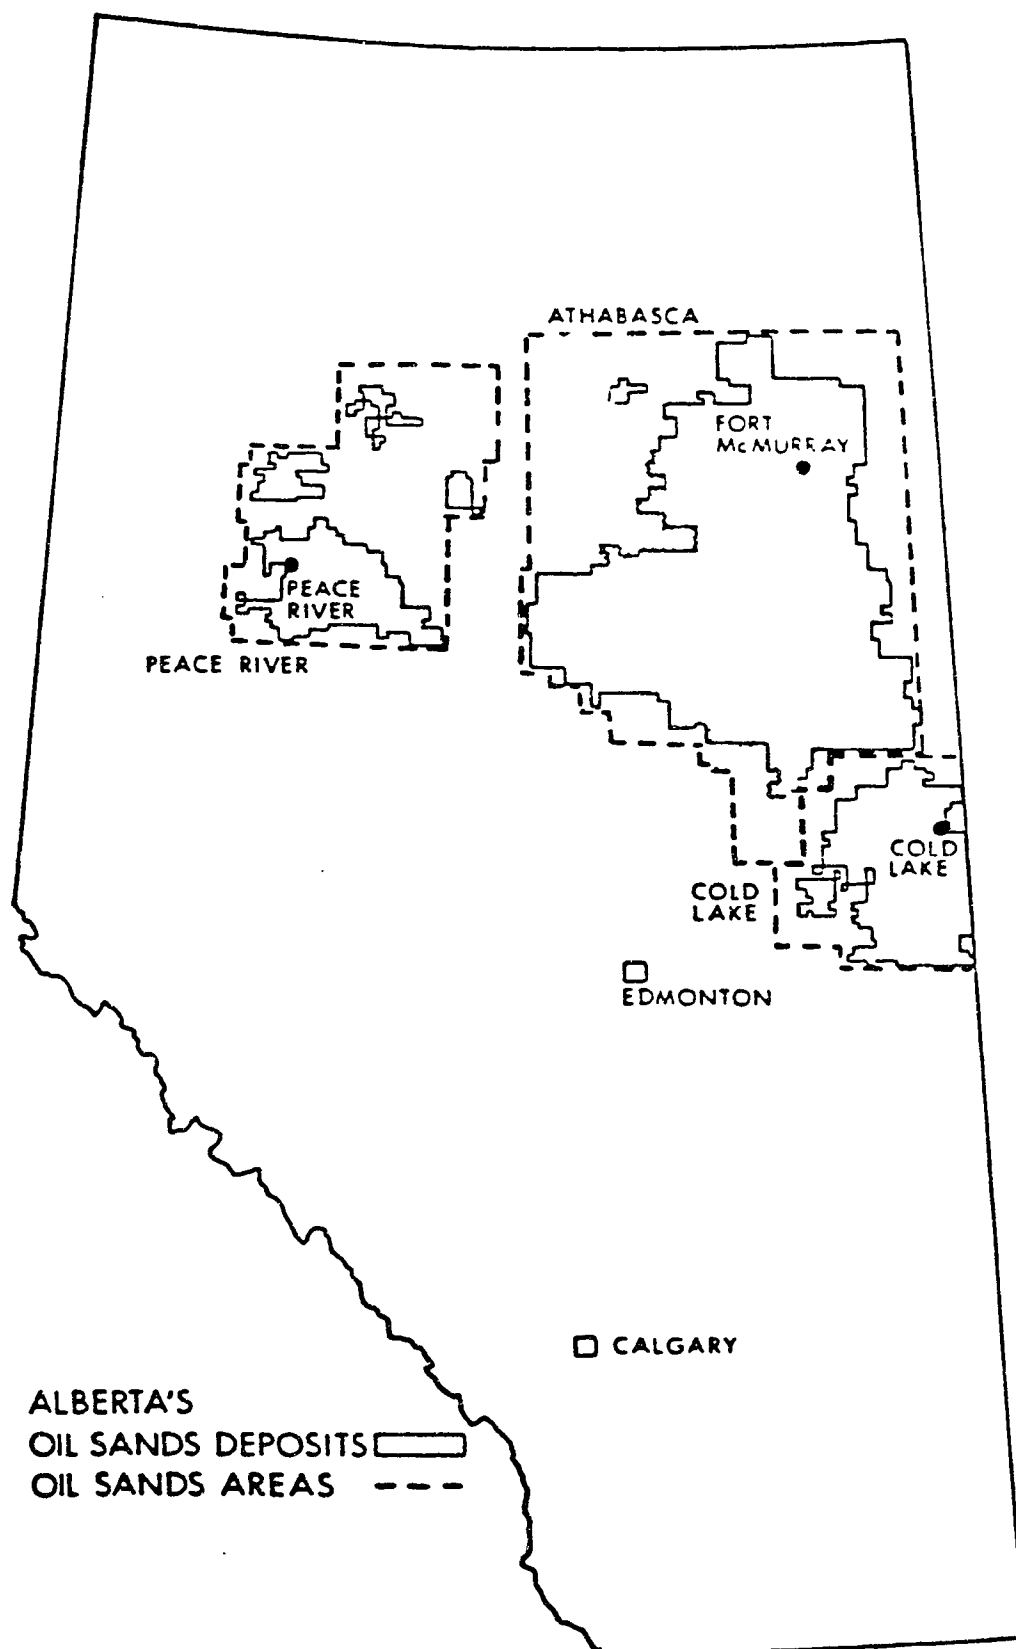 ATHABASCA
FORT
McMURRAY
PEACE
RIVER
PEACE RIVER
COLD
LAKE
COLD
LAKE
EDMONTON
CALGARY
ALBERTA'S
OIL SANDS DEPOSITS
OIL SANDS AREAS